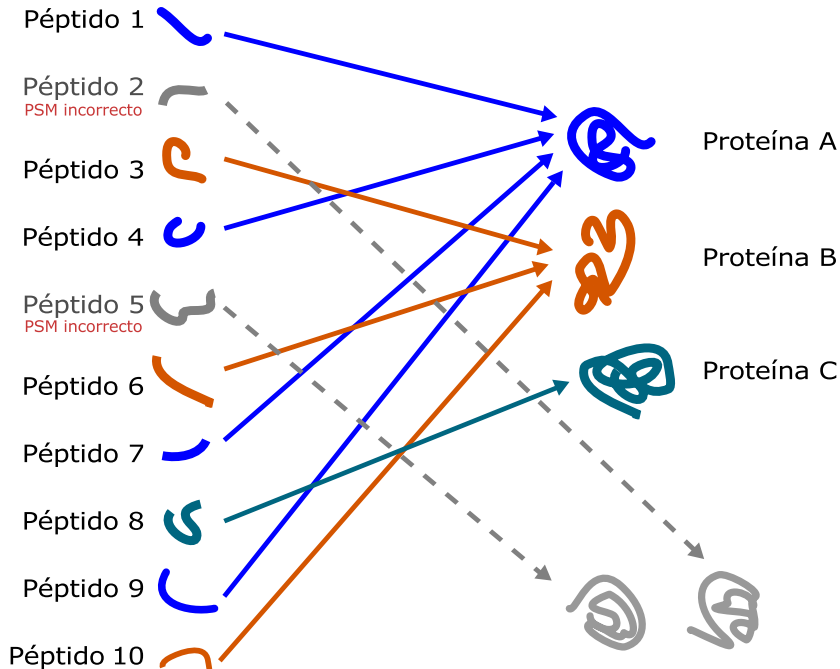 Péptido 1
Péptido 2
PSM incorrecto
Péptido 3
Péptido 4
Péptido 5
PSM incorrecto
Péptido 6
Péptido 7
Péptido 8
Péptido 9
Péptido 10
Proteína A
Proteína B
Proteína C